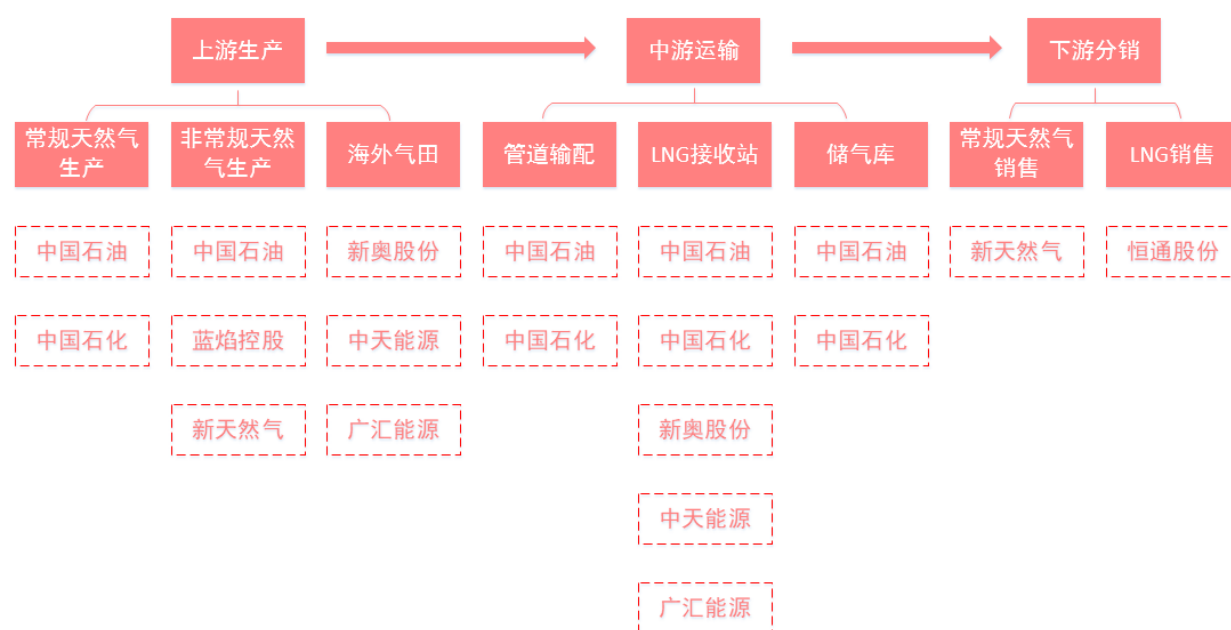 上游生产
中游运输
下游分销
常规天然气
生产
非常规天然
气生产
海外气田
管道输配
LNG接收站
储气库
常规天然气
销售
LNG销售
中国石油
中国石油
新奥股份
中国石油
中国石油
中国石油
新天然气
恒通股份
中国石化
蓝焰控股
中天能源
中国石化
中国石化
中国石化
新天然气
广汇能源
新奥股份
中天能源
广汇能源